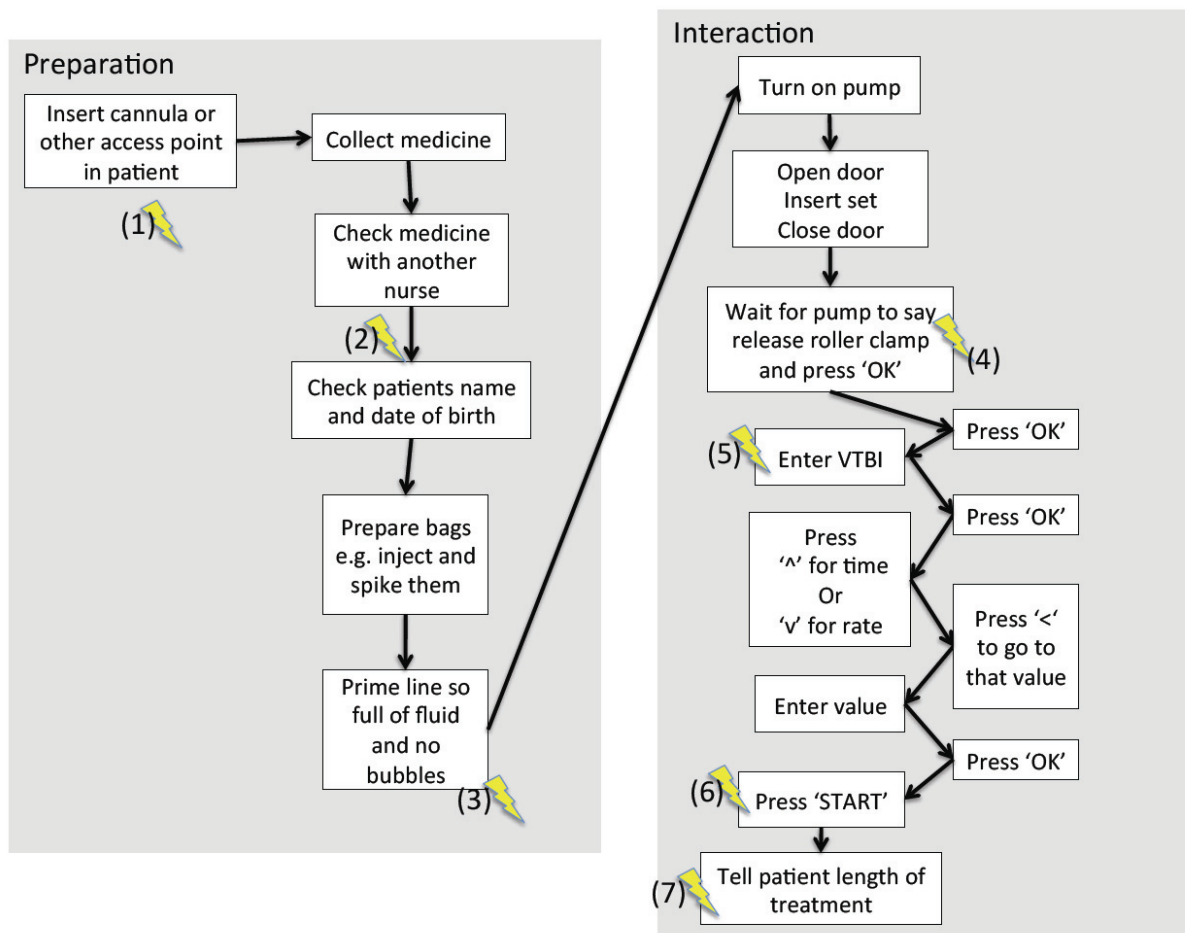 Preparation
Insert cannula or
other access point
in patient
(1)
Collect medicine
Check medicine
with another
nurse
(2)
Check patients name
and date of birth
Prepare bags
e.g. inject and
spike them
Prime line so
full of fluid
and no
bubbles
(3)
Interaction
Turn on pump
Open door
Insert set
Close door
Wait for pump to say
release roller clamp
and press ‘OK’
(4)
Press ‘OK’
(5)
Enter VTBI
Press ‘OK’
Press
‘^’ for time
Or
‘v’ for rate
Press ‘<‘
to go to
that value
Enter value
Press ‘OK’
(6)
Press ‘START’
(7)
Tell patient length of
treatment